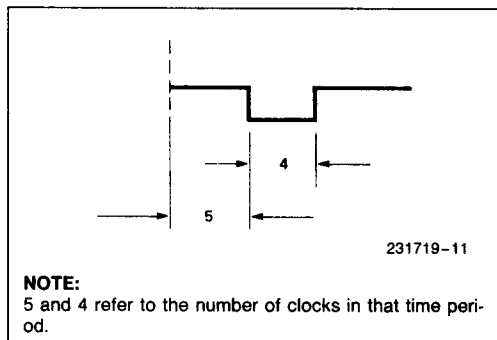 4
5
231719–11
NOTE:
5 and 4 refer to the number of clocks in that time peri-
od.